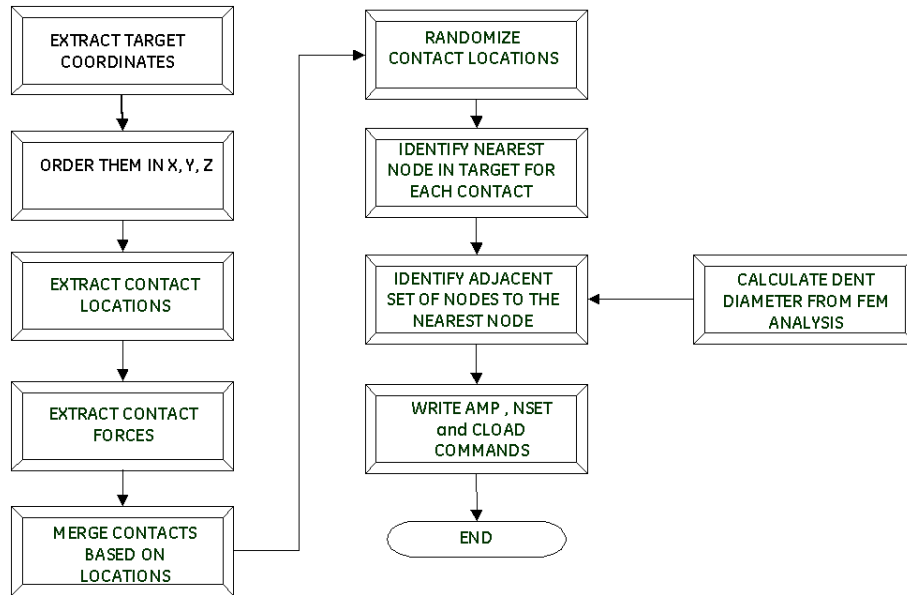 EXTRACT TARGET
COORDINATES
ORDER THEM IN X, Y, Z
EXTRACT CONTACT
LOCATIONS
EXTRACT CONTACT
FORCES
MERGE CONTACTS
BASED ON
LOCATIONS
RANDOMIZE
CONTACT LOCATIONS
IDENTIFY NEAREST
NODE IN TARGET FOR
EACH CONTACT
IDENTIFY ADJACENT
SET OF NODES TO THE
NEAREST NODE
CALCULATE DENT
DIAMETER FROM FEM
ANALYSIS
WRITE AMP , NSET
and CLOAD
COMMANDS
END